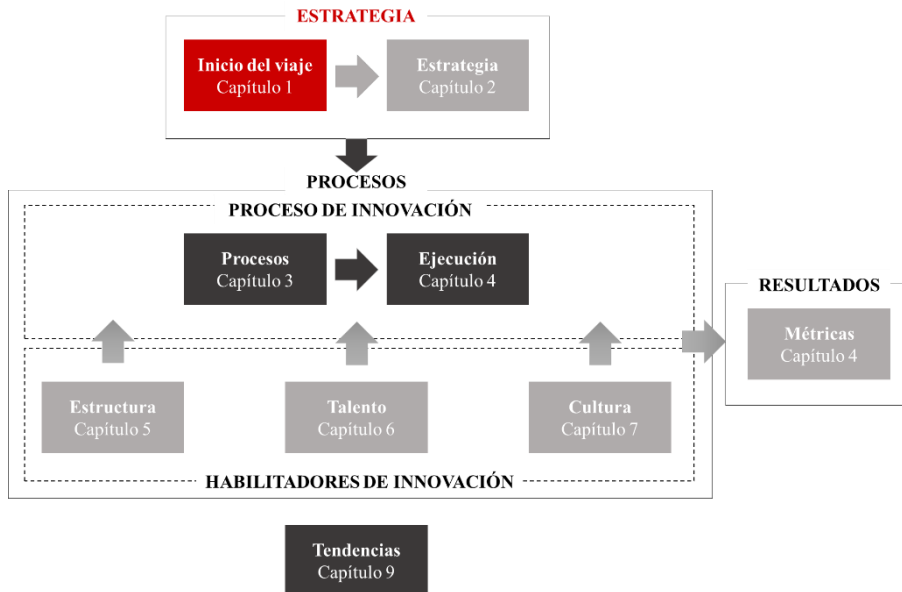 ESTRATEGIA
Inicio del viaje
Capítulo 1
Estrategia
Capítulo 2
PROCESOS
PROCESO DE INNOVACIÓN
Procesos
Capítulo 3
Ejecución
Capítulo 4
RESULTADOS
Métricas
Capítulo 4
Estructura
Capítulo 5
Talento
Capítulo 6
Cultura
Capítulo 7
HABILITADORES DE INNOVACIÓN
Tendencias
Capítulo 9